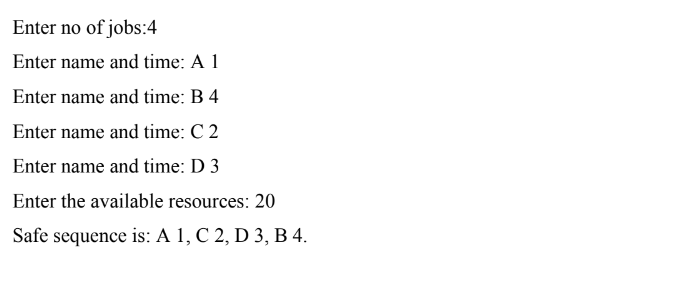 Enter no of jobs:4
Enter name and time: A 1
Enter name and time: B 4
Enter name and time: C 2
Enter name and time: D 3
Enter the available resources: 20
Safe sequence is: A 1, C 2, D 3, B 4.